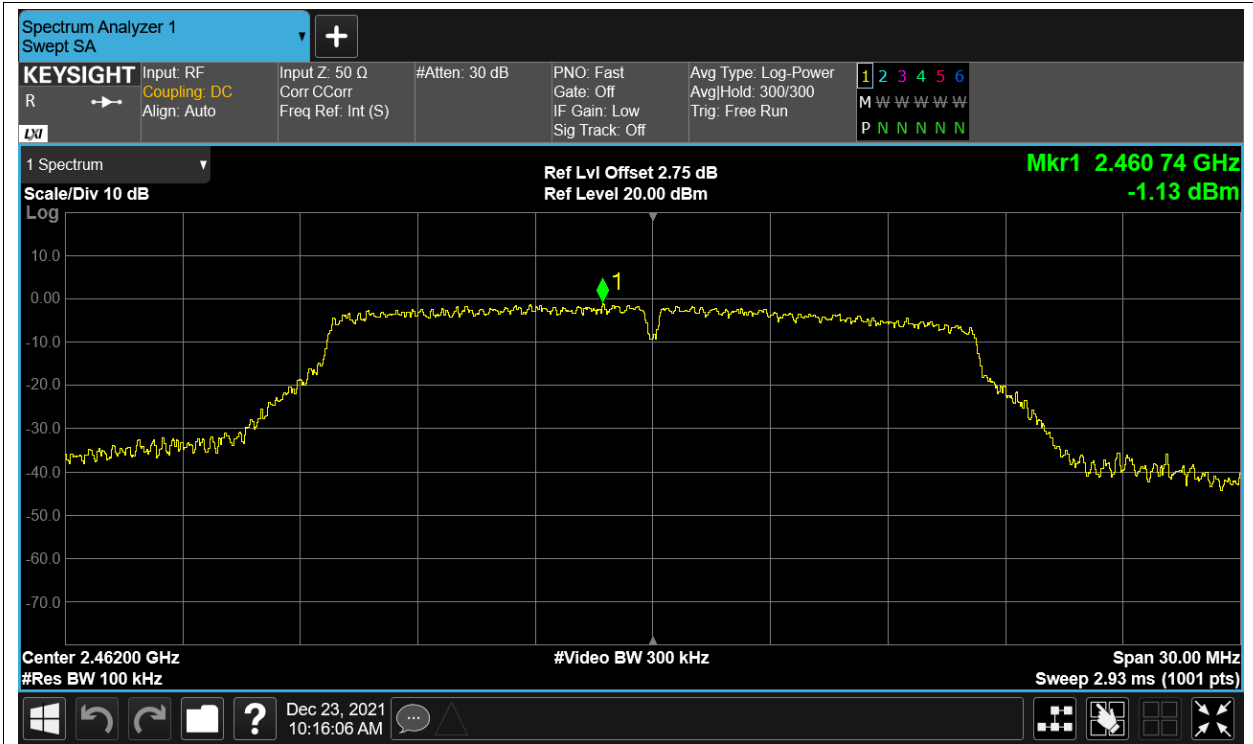 Spectrum Analyzer 1
Swept SA
KEYSIGHT
R
LXI
Input: RF
Coupling: DC
Align: Auto
Input Z: 50 Ω
Corr CCorr
Freq Ref: Int (S)
#Atten: 30 dB
PNO: Fast
Gate: Off
IF Gain: Low
Sig Track: Off
Avg Type: Log-Power
Avg|Hold: 300/300
Trig: Free Run
1 2 3 4 5 6
M W W W W W
P N N N N N
1 Spectrum
Scale/Div 10 dB
Log
Ref Lvl Offset 2.75 dB
Ref Level 20.00 dBm
Mkr1 2.460 74 GHz
-1.13 dBm
1
10.0
0.00
-10.0
-20.0
-30.0
-40.0
-50.0
-60.0
-70.0
Center 2.46200 GHz
#Video BW 300 kHz
Span 30.00 MHz
#Res BW 100 kHz
Sweep 2.93 ms (1001 pts)
?
Dec 23, 2021
10:16:06 AM